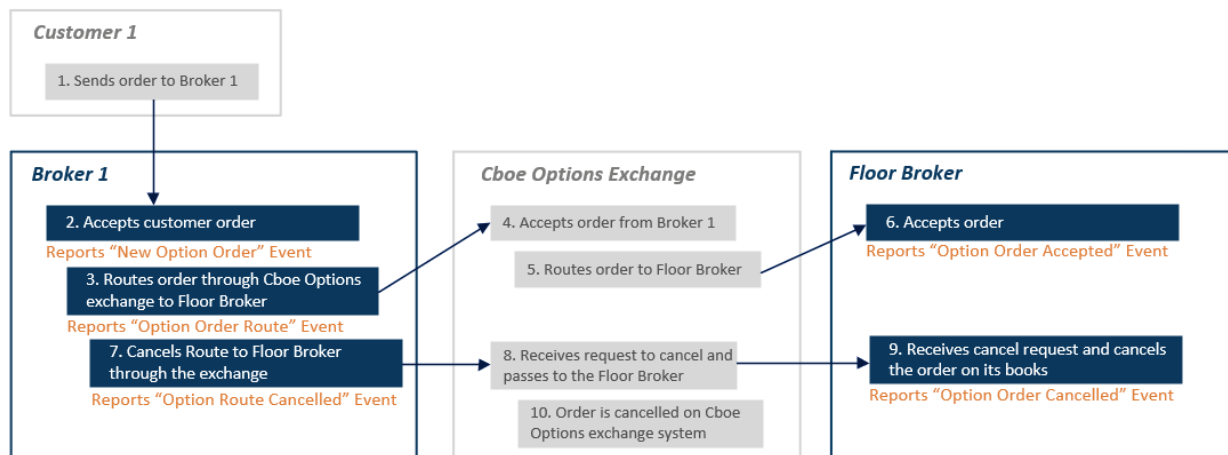 Customer 1
1. Sends order to Broker 1
Broker 1
2. Accepts customer order
Reports “New Option Order” Event
3. Routes order through Cboe Options
exchange to Floor Broker
Reports “Option Order Route” Event
7. Cancels Route to Floor Broker
through the exchange
Reports “Option Route Cancelled” Event
Cboe Options Exchange
4. Accepts order from Broker 1
5. Routes order to Floor Broker
8. Receives request to cancel and
passes to the Floor Broker
10. Order is cancelled on Cboe
Options exchange system
Floor Broker
6. Accepts order
Reports “Option Order Accepted” Event
9. Receives cancel request and cancels
the order on its books
Reports “Option Order Cancelled” Event